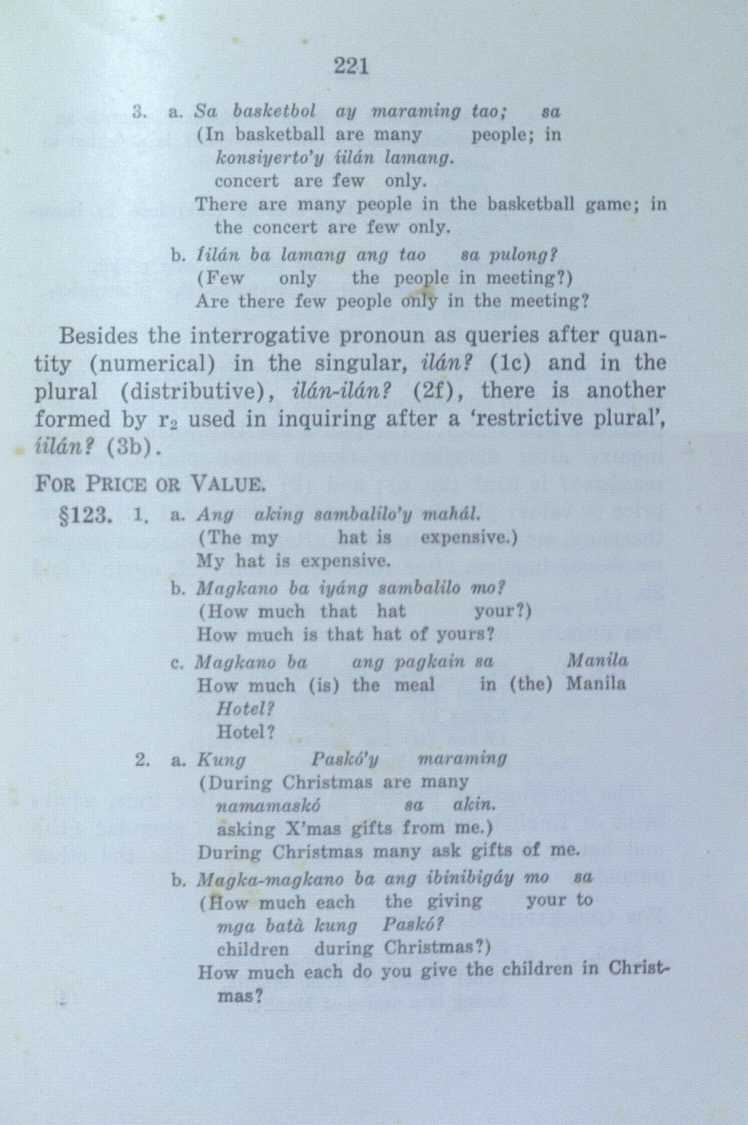 221
3. a. Sa basketbol ay maraming tao; sa
(In basketball are many people; in
konsiyerto'y íilán lamang.
concert are few only.
There are many people in the basketball game; in
the concert are few only.
b. Íilán ba lamang ang tao sa pulong?
(Few only the people in meeting?)
Are there few people only in the meeting?
Besides the interrogative pronoun as queries after quan-
tity (numerical) in the singular, ilán? (1c) and in the
plural (distributive), ilán-ilán? (2f), there is another
formed by r₂ used in inquiring after a 'restrictive plural',
íilán? (3b).
FOR PRICE OR VALUE.
§123. 1. a. Ang aking sambalilo'y mahál.
(The my hat is expensive.)
My hat is expensive.
b. Magkano ba iyáng sambalilo mo?
(How much that hat your?)
How much is that hat of yours?
c. Magkano ba ang pagkain sa Manila
How much (is) the meal in (the) Manila
Hotel?
Hotel?
2. a. Kung Paskó'y maraming
(During Christmas are many
namamaskó sa akin.
asking X'mas gifts from me.)
During Christmas many ask gifts of me.
b. Magka-magkano ba ang ibinibigáy mo sa
(How much each the giving your to
mga batà kung Paskó?
children during Christmas?)
How much each do you give the children in Christ-
mas?